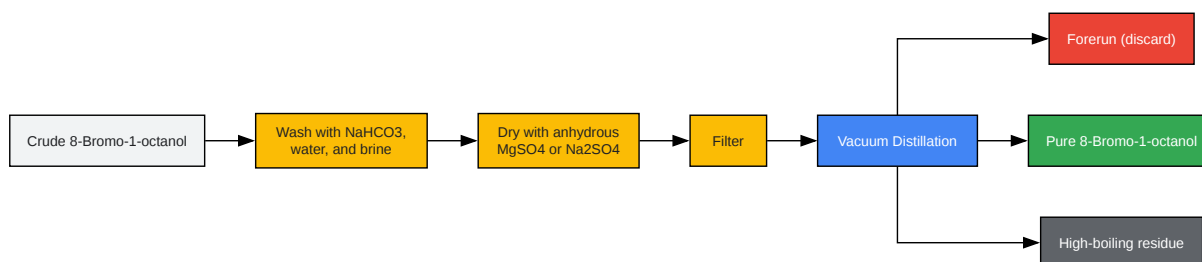 Crude 8-Bromo-1-octanol
Wash with NaHCO3,
water, and brine
Dry with anhydrous
MgSO4 or Na2SO4
Filter
Vacuum Distillation
Forerun (discard)
Pure 8-Bromo-1-octanol
High-boiling residue